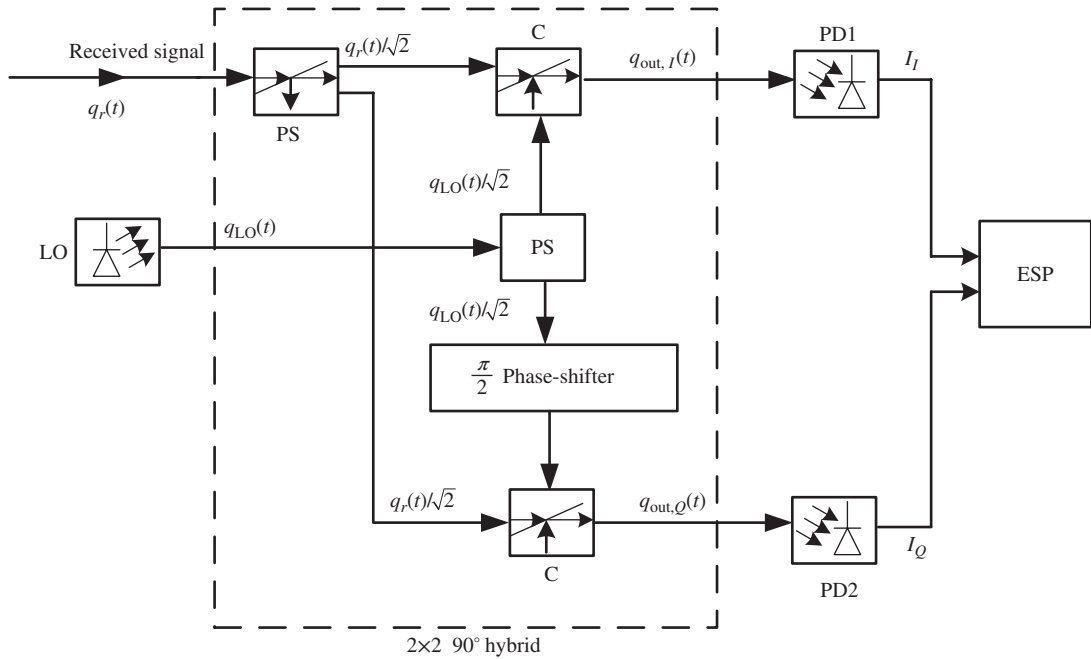 Received signal
q_r(t)
PS
q_r(t)/√2
C
q_out, I(t)
PD1
I_I
q_LO(t)/√2
LO
q_LO(t)
PS
ESP
q_LO(t)/√2
π/2 Phase-shifter
q_r(t)/√2
C
q_out,Q(t)
I_Q
PD2
2×2 90° hybrid